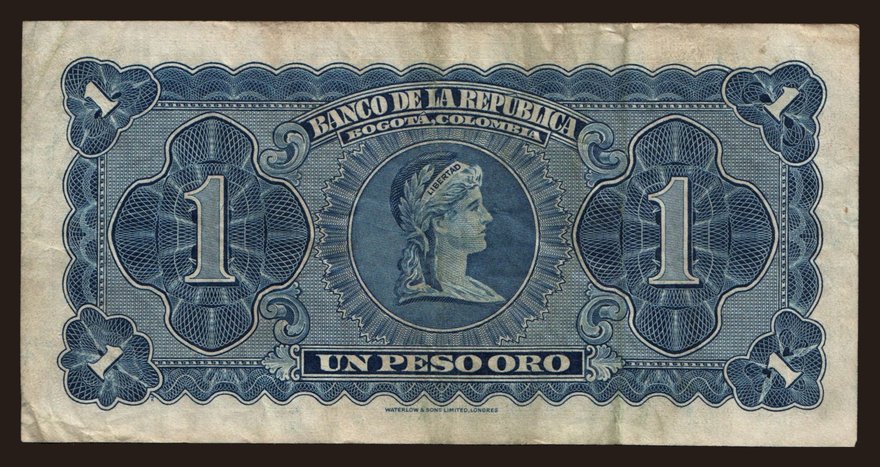 1 1
BANCO DE LA REPUBLICA
BOGOTÁ, COLOMBIA
LIBERTAD
1 1
1 1
UN PESO ORO
WATERLOW & SONS LIMITED, LONDRES